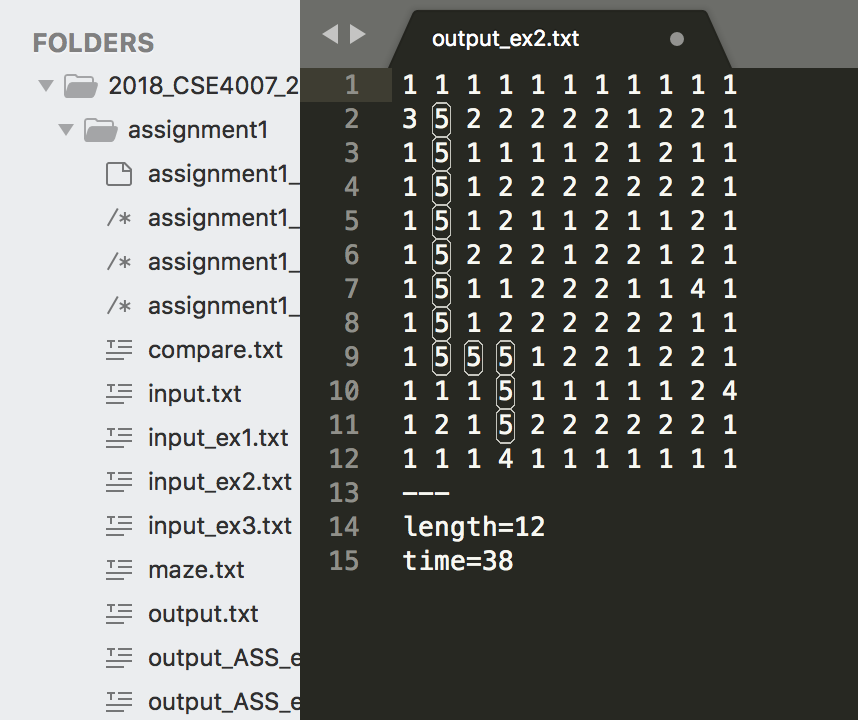 FOLDERS
2018_CSE4007_2
assignment1
assignment1_
/* assignment1_
/* assignment1_
/* assignment1_
compare.txt
input.txt
input_ex1.txt
input_ex2.txt
input_ex3.txt
maze.txt
output.txt
output_ASS_e
output_ASS_e
output_ex2.txt
1 1 1 1 1 1 1 1 1 1 1 1
2 3 5 2 2 2 2 2 1 2 2 1
3 1 5 1 1 1 1 2 1 2 1 1
4 1 5 1 2 2 2 2 2 2 2 1
5 1 5 1 2 1 1 2 1 1 2 1
6 1 5 2 2 2 1 2 2 1 2 1
7 1 5 1 1 2 2 2 1 1 4 1
8 1 5 1 2 2 2 2 2 2 1 1
9 1 5 5 5 1 2 2 1 2 2 1
10 1 1 1 5 1 1 1 1 1 2 4
11 1 2 1 5 2 2 2 2 2 2 1
12 1 1 1 4 1 1 1 1 1 1 1
13 ---
14 length=12
15 time=38